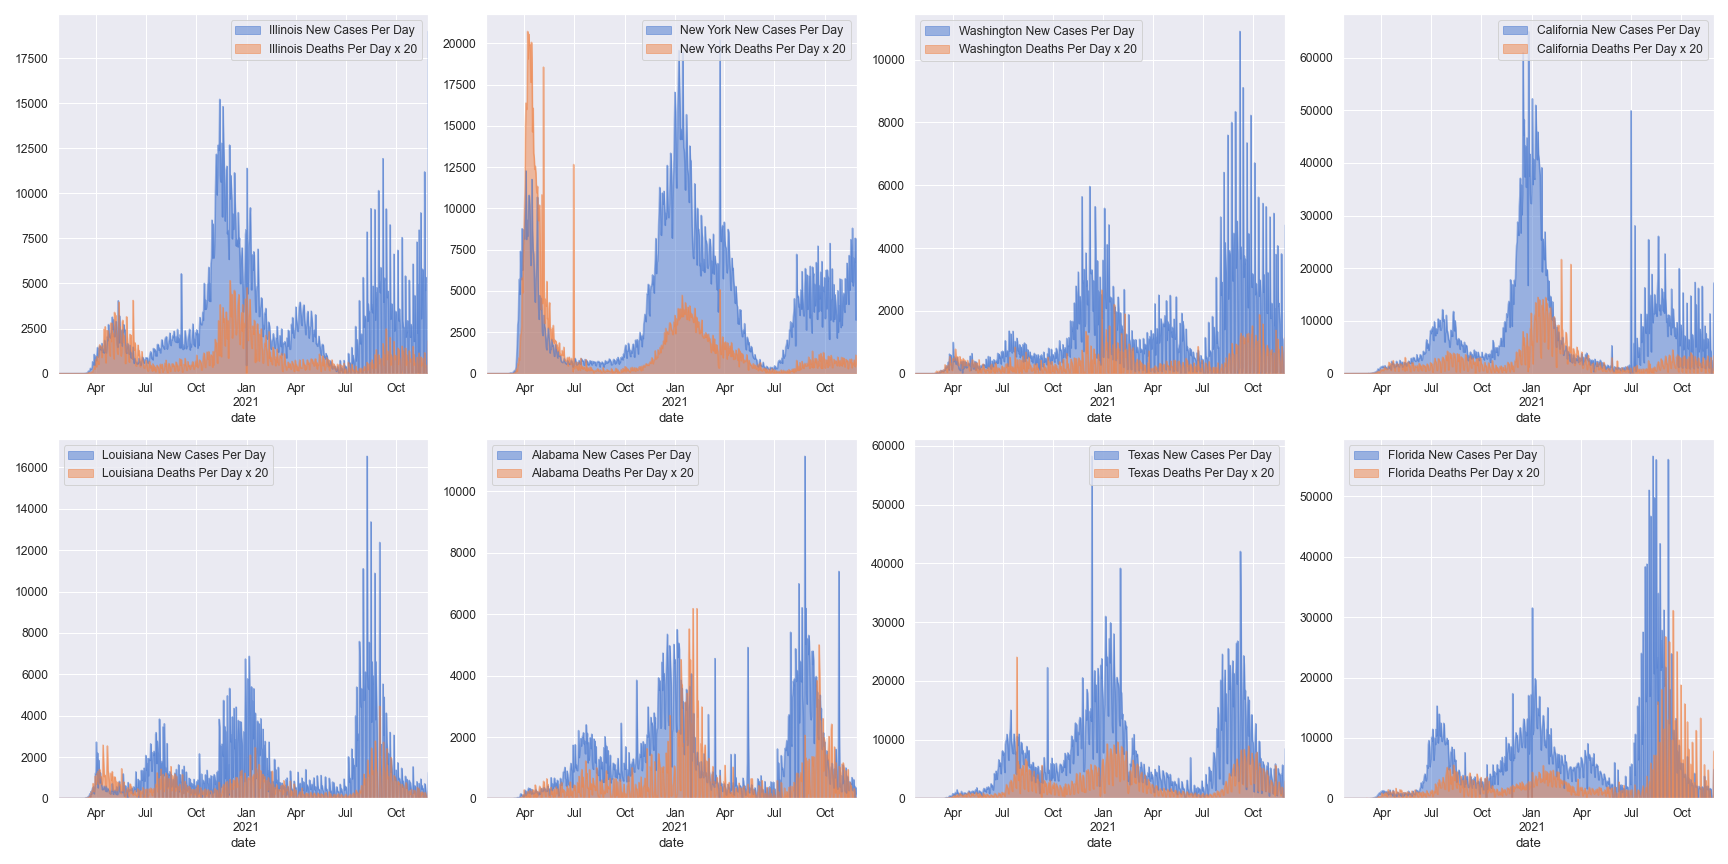 Illinois New Cases Per Day
Illinois Deaths Per Day x 20
17500
15000
12500
10000
7500
5000
2500
0
Apr Jul Oct Jan Apr Jul Oct
2021
date
New York New Cases Per Day
New York Deaths Per Day x 20
20000
17500
15000
12500
10000
7500
5000
2500
0
Apr Jul Oct Jan Apr Jul Oct
2021
date
Washington New Cases Per Day
Washington Deaths Per Day x 20
10000
8000
6000
4000
2000
0
Apr Jul Oct Jan Apr Jul Oct
2021
date
California New Cases Per Day
California Deaths Per Day x 20
60000
50000
40000
30000
20000
10000
0
Apr Jul Oct Jan Apr Jul Oct
2021
date
Louisiana New Cases Per Day
Louisiana Deaths Per Day x 20
16000
14000
12000
10000
8000
6000
4000
2000
0
Apr Jul Oct Jan Apr Jul Oct
2021
date
Alabama New Cases Per Day
Alabama Deaths Per Day x 20
10000
8000
6000
4000
2000
0
Apr Jul Oct Jan Apr Jul Oct
2021
date
Texas New Cases Per Day
Texas Deaths Per Day x 20
60000
50000
40000
30000
20000
10000
0
Apr Jul Oct Jan Apr Jul Oct
2021
date
Florida New Cases Per Day
Florida Deaths Per Day x 20
50000
40000
30000
20000
10000
0
Apr Jul Oct Jan Apr Jul Oct
2021
date